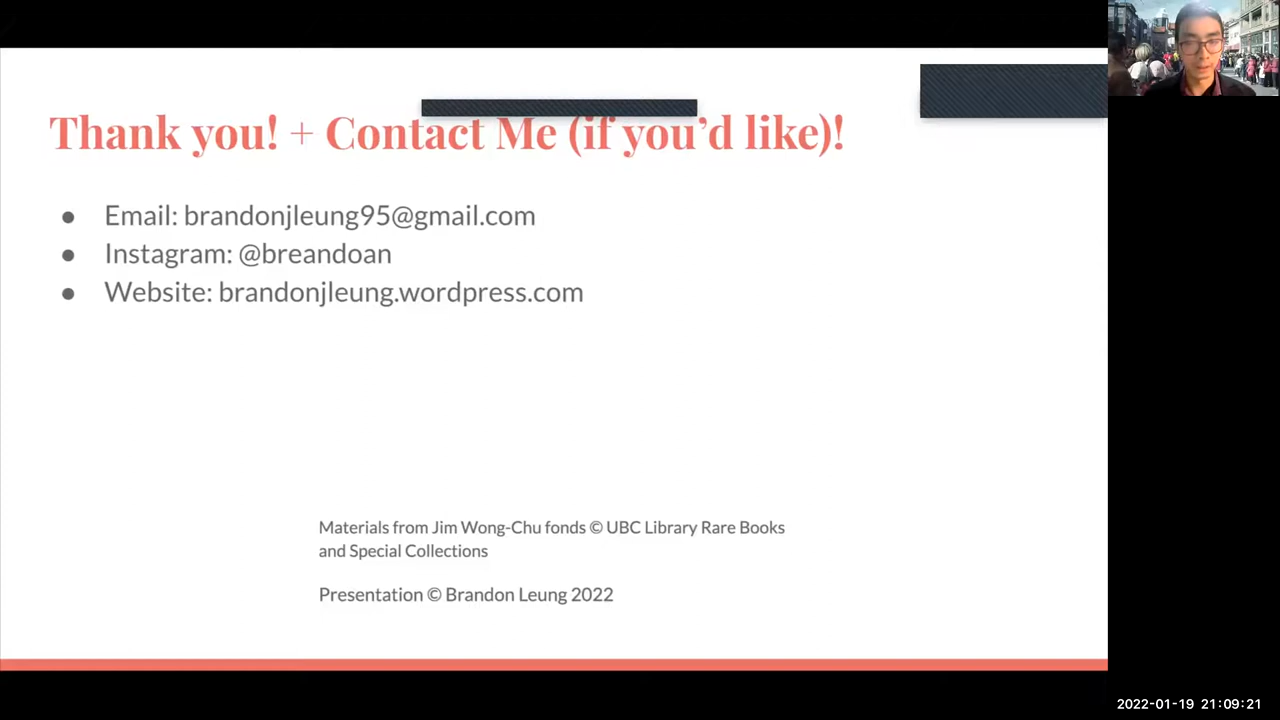 Thank you! + Contact Me (if you’d like)!
● Email: brandonjleung95@gmail.com
● Instagram: @breandoan
● Website: brandonjleung.wordpress.com
Materials from Jim Wong-Chu fonds © UBC Library Rare Books
and Special Collections
Presentation © Brandon Leung 2022
2022-01-19 21:09:21